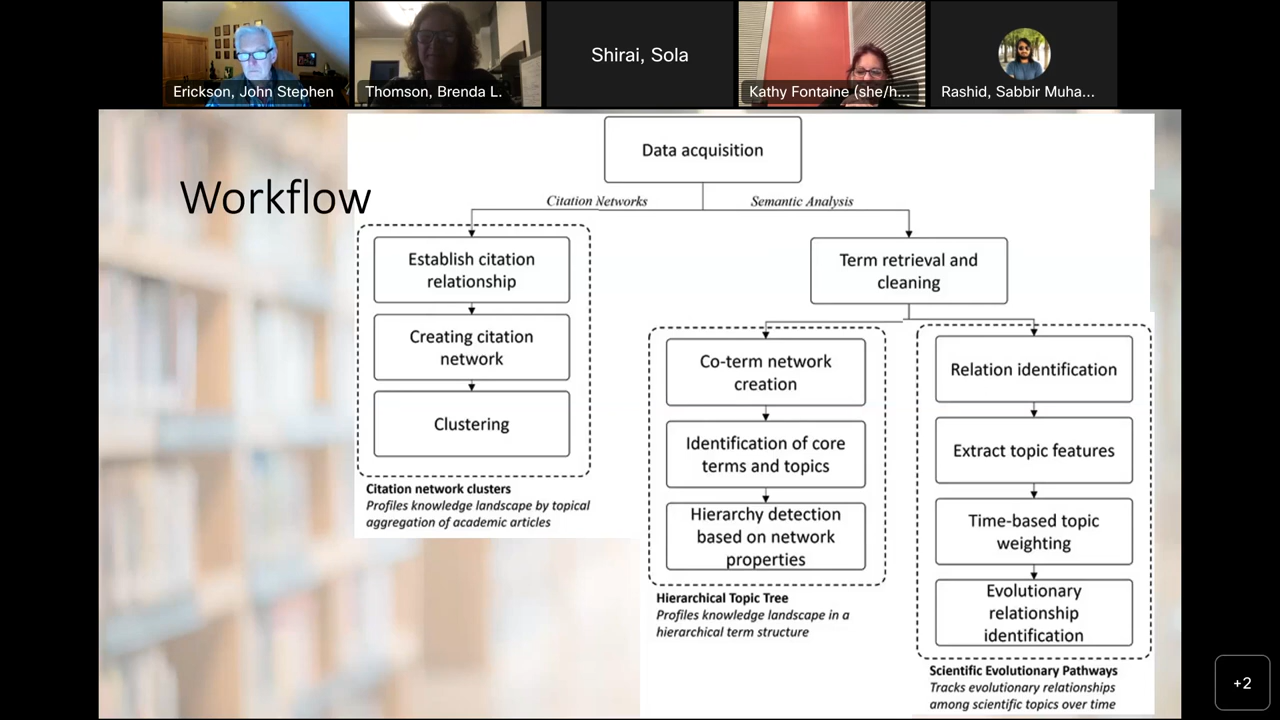 Erickson, John Stephen
Thomson, Brenda L.
Shirai, Sola
Kathy Fontaine (she/h...
Rashid, Sabbir Muha...
Workflow
Data acquisition
Citation Networks
Semantic Analysis
Establish citation
relationship
Creating citation
network
Clustering
Citation network clusters
Profiles knowledge landscape by topical
aggregation of academic articles
Term retrieval and
cleaning
Co-term network
creation
Identification of core
terms and topics
Hierarchy detection
based on network
properties
Hierarchical Topic Tree
Profiles knowledge landscape in a
hierarchical term structure
Relation identification
Extract topic features
Time-based topic
weighting
Evolutionary
relationship
identification
Scientific Evolutionary Pathways
Tracks evolutionary relationships
among scientific topics over time
+2